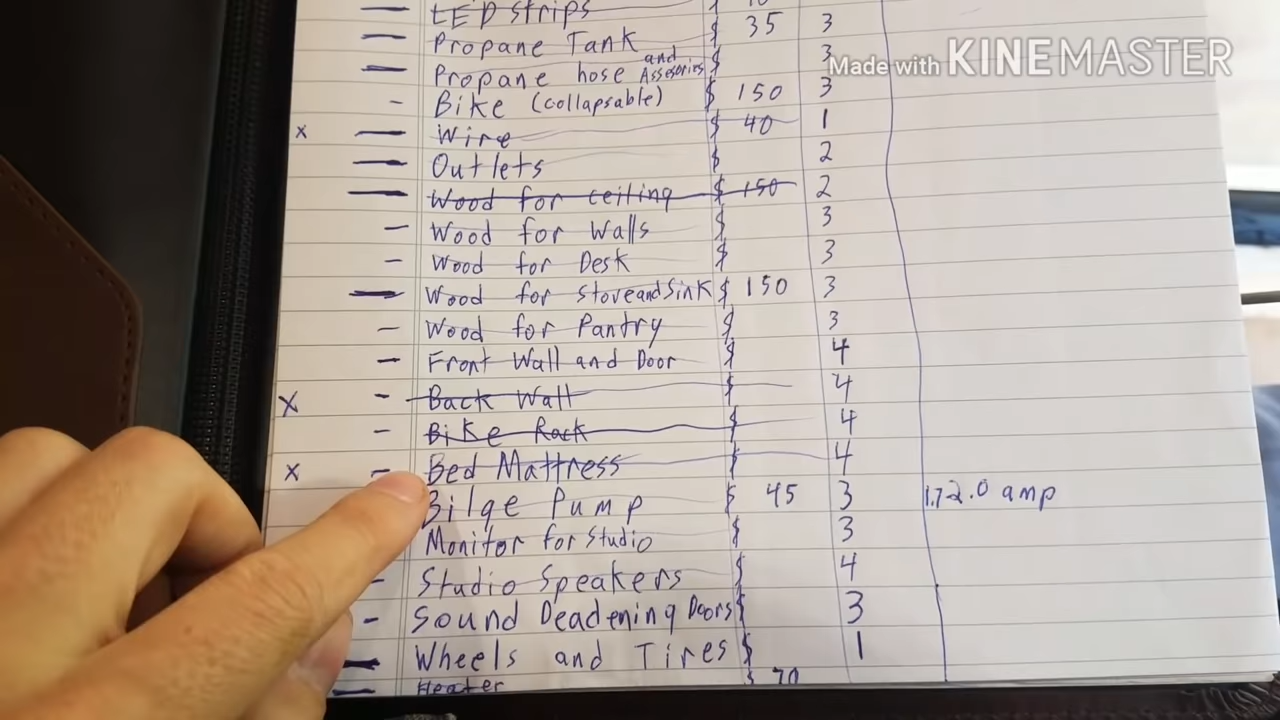 LED Strips
Propane Tank $ 35 3
Propane hose and Assesories $ 3
Made with KINEMASTER
Bike (collapsable) $ 150 3
x Wire $ 40 1
Outlets $ 2
Wood for ceiling $ 150 2
Wood for Walls $ 3
Wood for Desk $ 3
Wood for Stove and Sink $ 150 3
Wood for Pantry $ 3
Front Wall and Door $ 4
x Back Wall $ 4
Bike Rack $ 4
x Bed Mattress $ 4
Bilge Pump $ 45 3 amp
Monitor for Studio $ 3
Studio Speakers $ 4
Sound Deadening Doors $ 3
Wheels and Tires $ 1
Heater $ 70